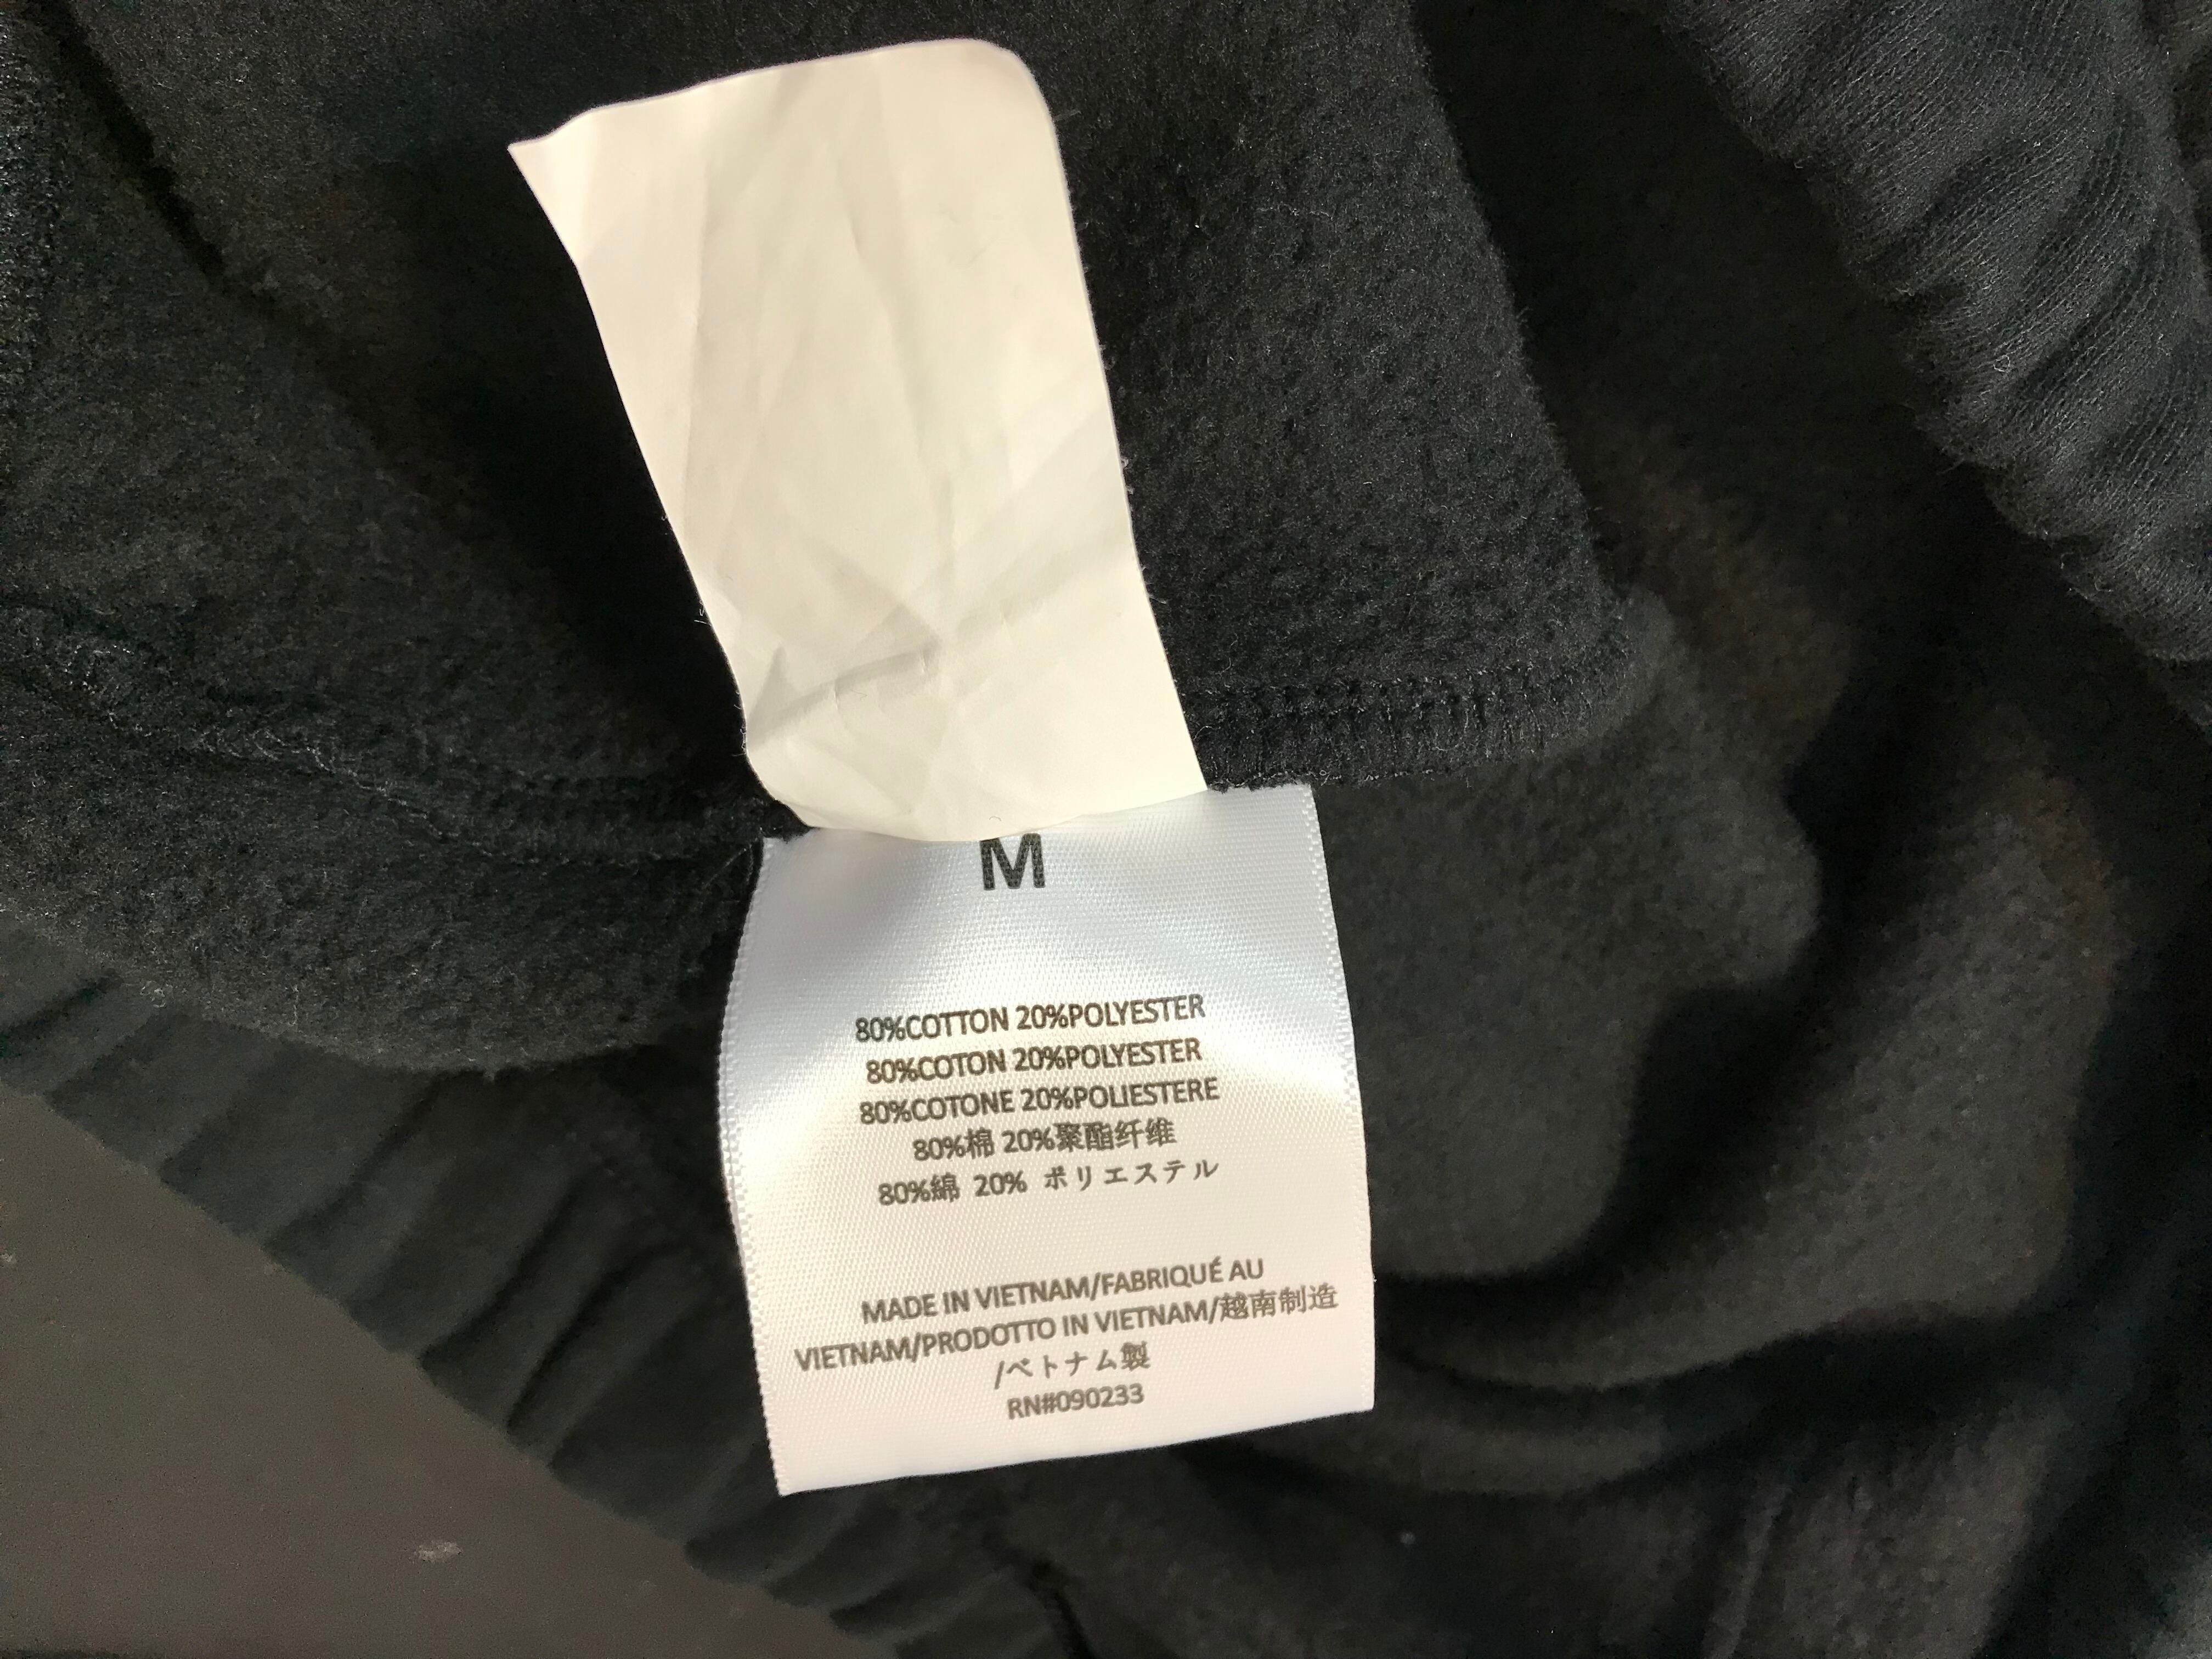 M
80%COTTON 20%POLYESTER
80%COTON 20%POLYESTER
80%COTONE 20%POLIESTERE
80%棉 20%聚酯纤维
80%綿 20% ポリエステル
MADE IN VIETNAM/FABRIQUÉ AU
VIETNAM/PRODOTTO IN VIETNAM/越南制造
/ベトナム製
RN#090233